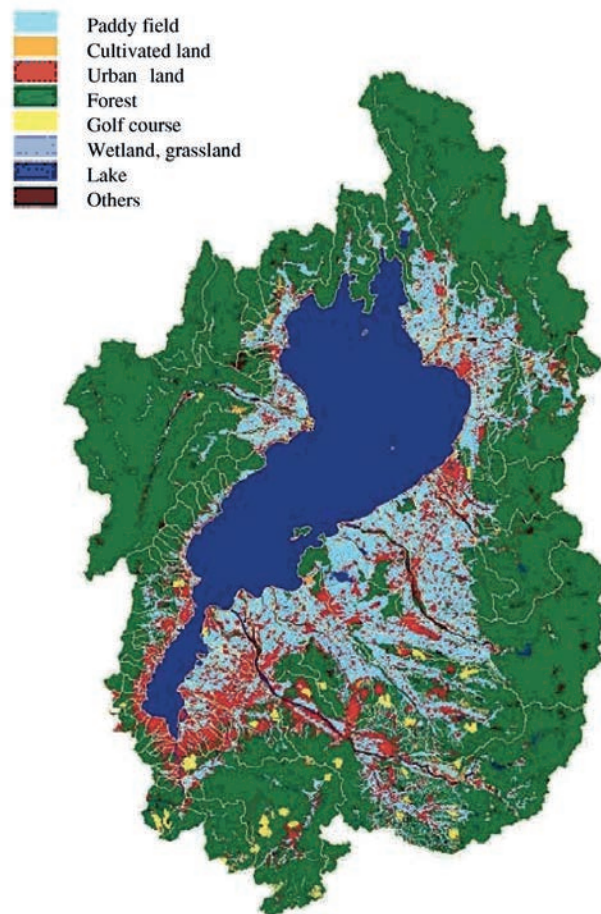 Paddy field
Cultivated land
Urban land
Forest
Golf course
Wetland, grassland
Lake
Others